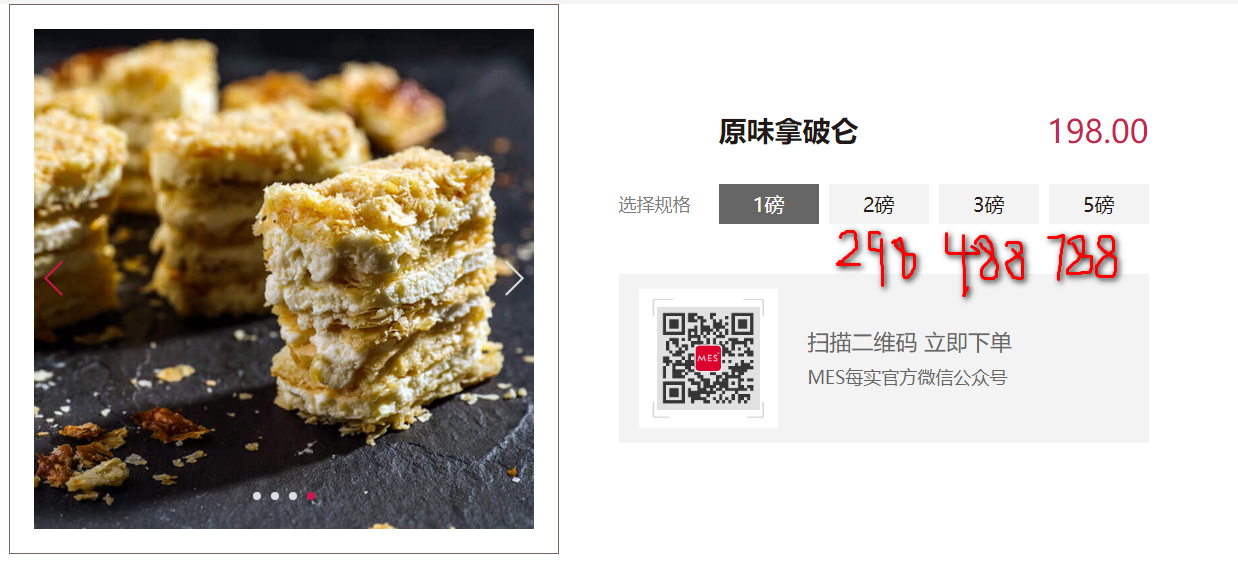 原味拿破仑 198.00
选择规格 1磅 2磅 3磅 5磅
298 488 788
MES
扫描二维码 立即下单
MES每实官方微信公众号